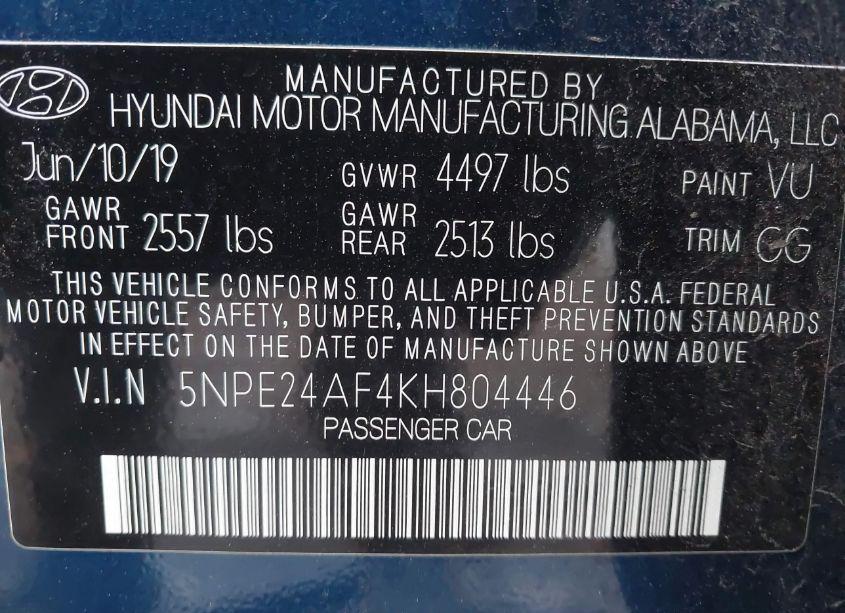 MANUFACTURED BY
HYUNDAI MOTOR MANUFACTURING ALABAMA, LLC
Jun/10/19 GVWR 4497 lbs PAINT VU
GAWR FRONT 2557 lbs GAWR REAR 2513 lbs TRIM CG
THIS VEHICLE CONFORMS TO ALL APPLICABLE U.S.A. FEDERAL
MOTOR VEHICLE SAFETY, BUMPER, AND THEFT PREVENTION STANDARDS
IN EFFECT ON THE DATE OF MANUFACTURE SHOWN ABOVE
V.I.N 5NPE24AF4KH804446
PASSENGER CAR